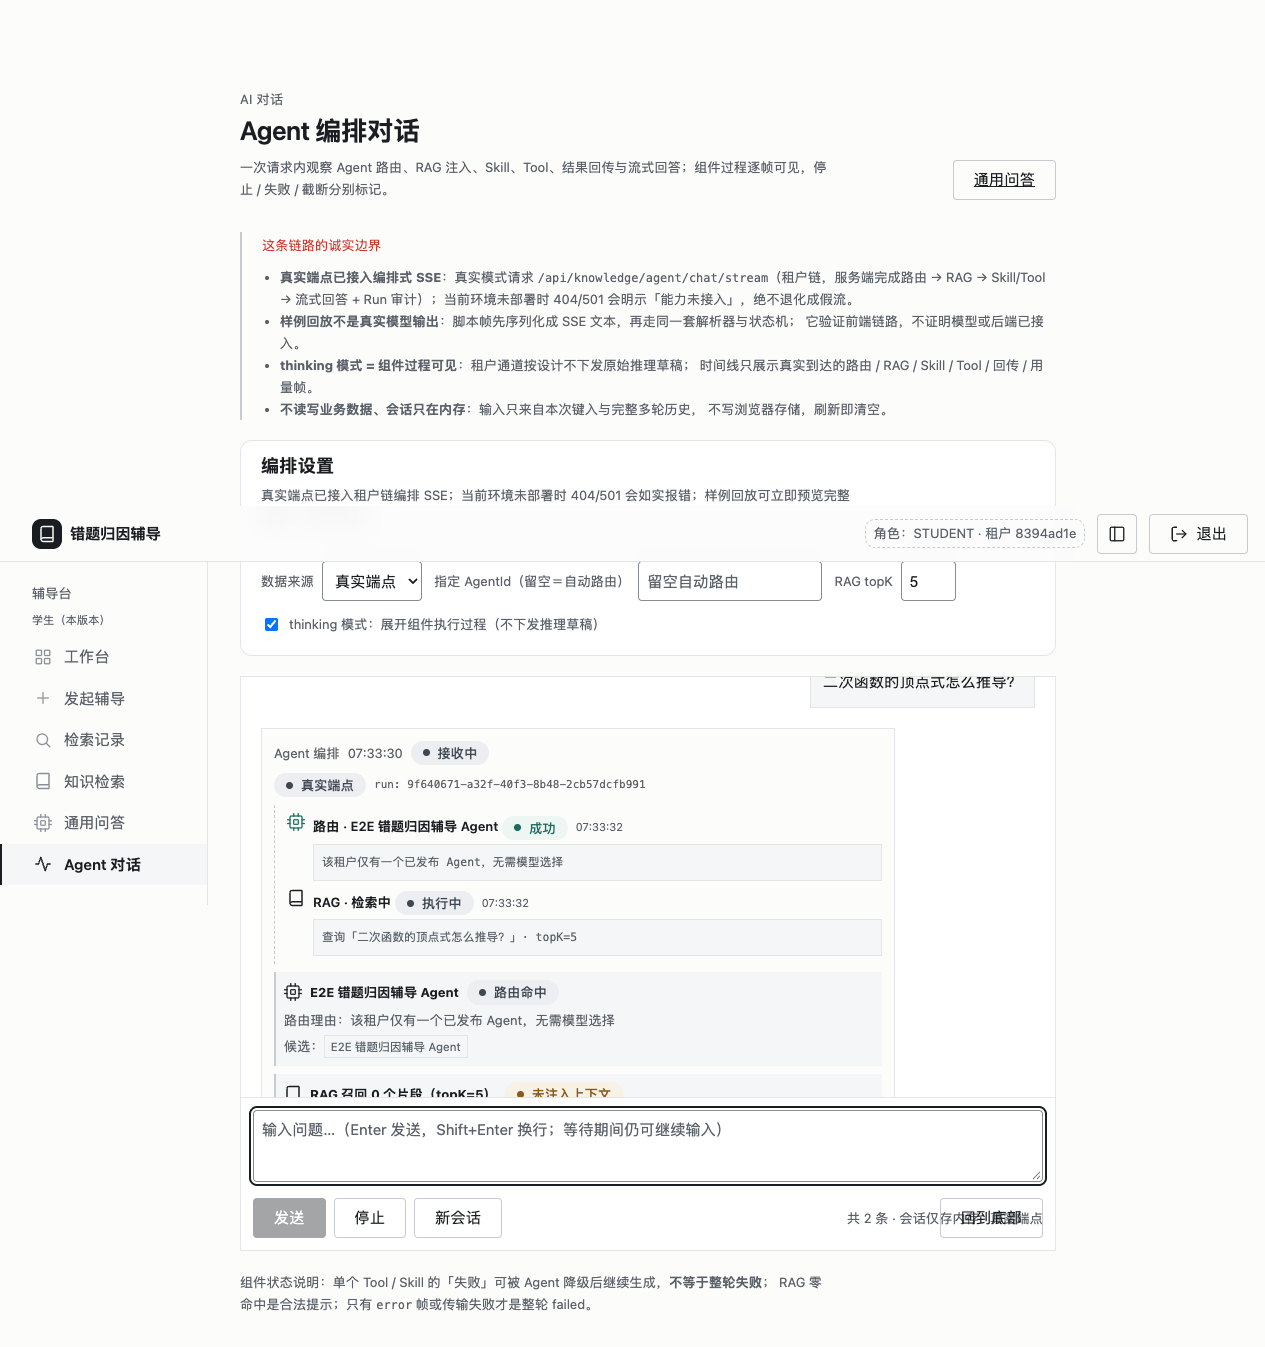 AI 对话
Agent 编排对话
一次请求内观察 Agent 路由、RAG 注入、Skill、Tool、结果回传与流式回答；组件过程逐帧可见，停
止 / 失败 / 截断分别标记。
通用问答
这条链路的诚实边界
真实端点已接入编排式 SSE：真实模式请求 /api/knowledge/agent/chat/stream（租户链，服务端完成路由 → RAG → Skill/Tool
→ 流式回答 + Run 审计）；当前环境未部署时 404/501 会明示「能力未接入」，绝不退化成假流。
样例回放不是真实模型输出：脚本帧先序列化成 SSE 文本，再走同一套解析器与状态机； 它验证前端链路，不证明模型或后端已接
入。
thinking 模式 = 组件过程可见：租户通道按设计不下发原始推理草稿； 时间线只展示真实到达的路由 / RAG / Skill / Tool / 回传 / 用
量帧。
不读写业务数据、会话只在内存：输入只来自本次键入与完整多轮历史， 不写浏览器存储，刷新即清空。
编排设置
真实端点已接入租户链编排 SSE；当前环境未部署时 404/501 会如实报错；样例回放可立即预览完整
错题归因辅导
角色：STUDENT · 租户 8394ad1e
退出
数据来源
真实端点
指定 AgentId（留空＝自动路由）
留空自动路由
RAG topK
5
thinking 模式：展开组件执行过程（不下发推理草稿）
辅导台
学生（本版本）
工作台
发起辅导
检索记录
知识检索
通用问答
Agent 对话
二次函数的顶点式怎么推导？
Agent 编排 07:33:30 接收中
真实端点 run: 9f640671-a32f-40f3-8b48-2cb57dcfb991
路由 · E2E 错题归因辅导 Agent 成功 07:33:32
该租户仅有一个已发布 Agent，无需模型选择
RAG · 检索中 执行中 07:33:32
查询「二次函数的顶点式怎么推导？」· topK=5
E2E 错题归因辅导 Agent 路由命中
路由理由：该租户仅有一个已发布 Agent，无需模型选择
候选： E2E 错题归因辅导 Agent
RAG 召回 0 个片段（topK=5） 未注入上下文
输入问题…（Enter 发送，Shift+Enter 换行；等待期间仍可继续输入）
发送
停止
新会话
共 2 条 · 会话仅存内
端点
回到底部
组件状态说明：单个 Tool / Skill 的「失败」可被 Agent 降级后继续生成，不等于整轮失败； RAG 零
命中是合法提示；只有 error 帧或传输失败才是整轮 failed。